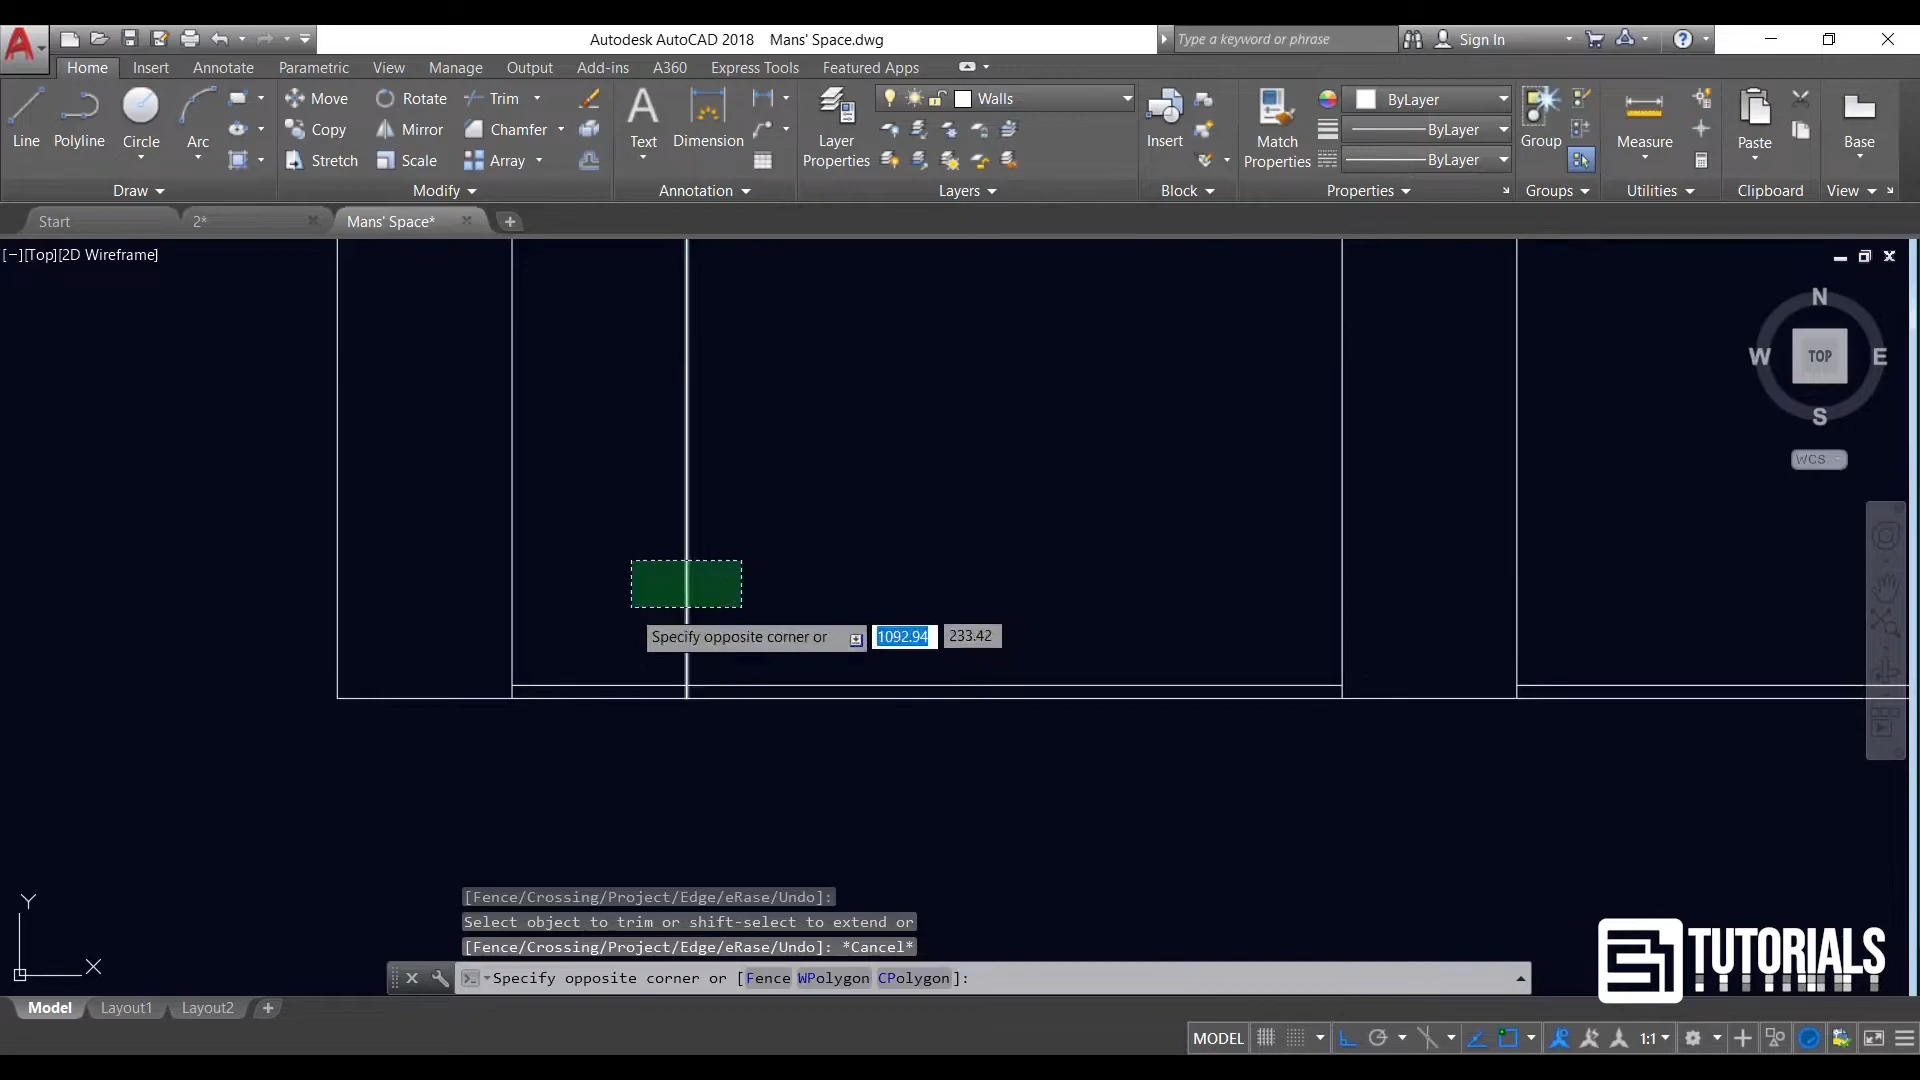 Autodesk AutoCAD 2018 Mans' Space.dwg
Type a keyword or phrase
Sign In
Home Insert Annotate Parametric View Manage Output Add-ins A360 Express Tools Featured Apps
Line Polyline Circle Arc
Move Rotate Trim
Copy Mirror Chamfer
Stretch Scale Array
Text Dimension
Layer Properties
Walls
Insert
Match Properties
ByLayer
ByLayer
ByLayer
Group
Measure
Paste
Base
Draw Modify Annotation Layers Block Properties Groups Utilities Clipboard View
Start 2* Mans' Space*
[−][Top][2D Wireframe]
N
W TOP E
S
WCS
Specify opposite corner or 1092.94 233.42
Y
X
[Fence/Crossing/Project/Edge/eRase/Undo]:
Select object to trim or shift-select to extend or
[Fence/Crossing/Project/Edge/eRase/Undo]: *Cancel*
Specify opposite corner or [Fence WPolygon CPolygon]:
TUTORIALS
Model Layout1 Layout2
MODEL 1:1